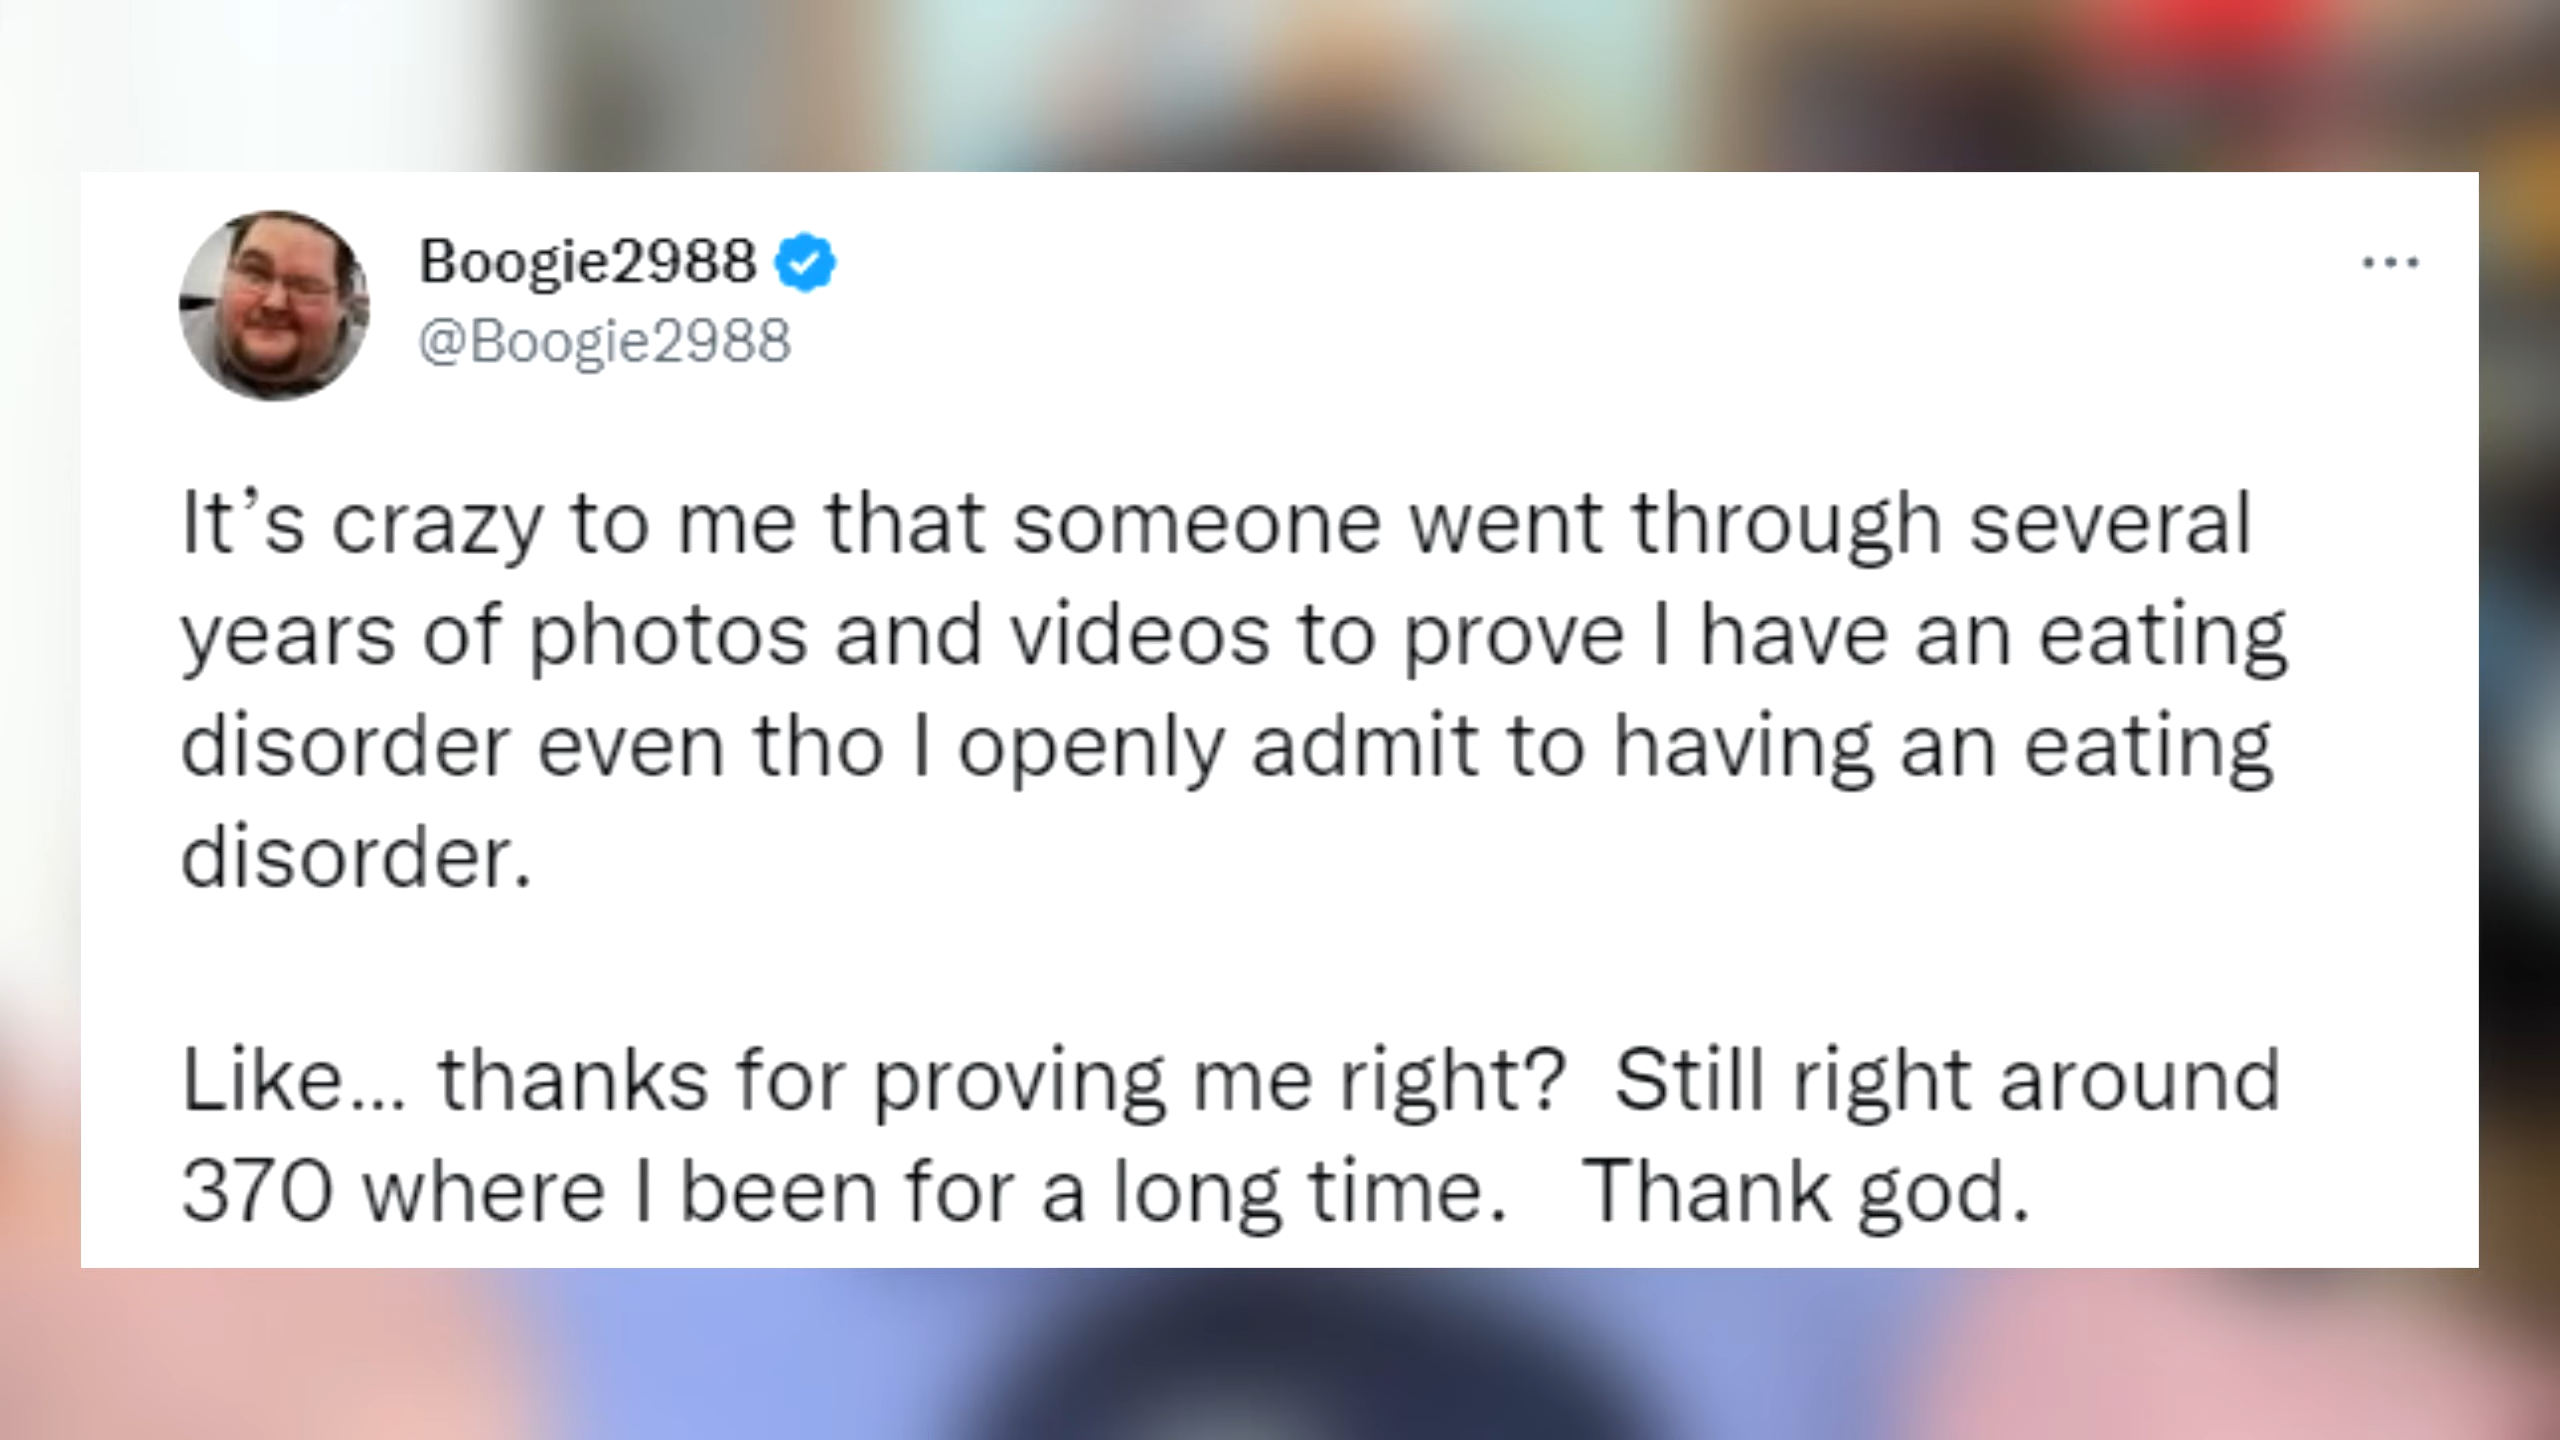 Boogie2988
@Boogie2988
It’s crazy to me that someone went through several
years of photos and videos to prove I have an eating
disorder even tho I openly admit to having an eating
disorder.
Like... thanks for proving me right?  Still right around
370 where I been for a long time.   Thank god.